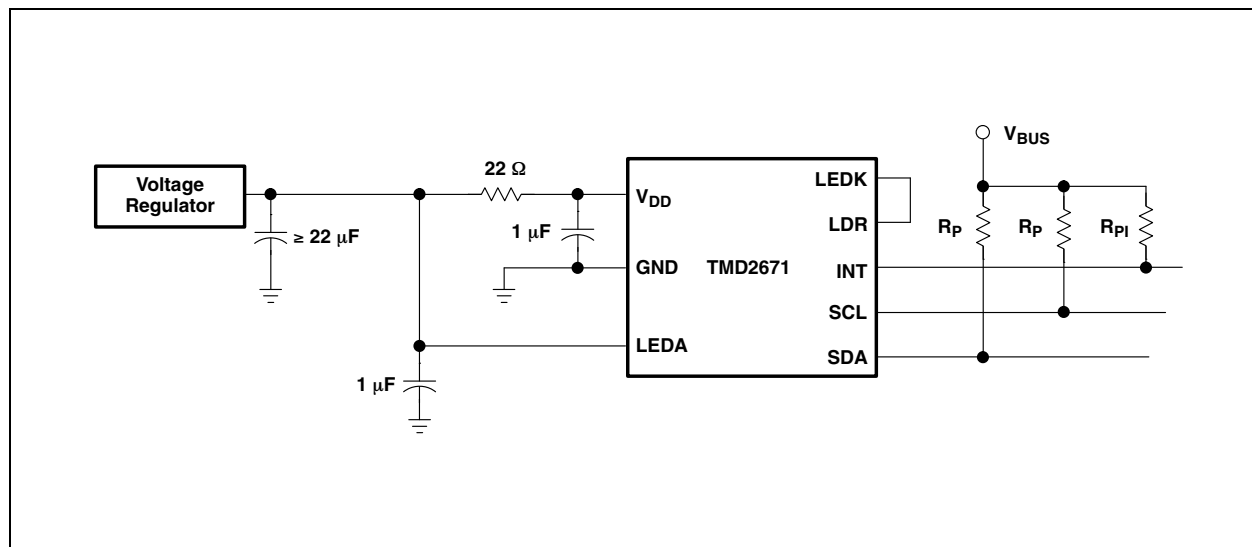 Voltage
Regulator
≥ 22 μF
22 Ω
1 μF
1 μF
VDD
GND
LEDA
TMD2671
LEDK
LDR
INT
SCL
SDA
VBUS
RP
RP
RPI